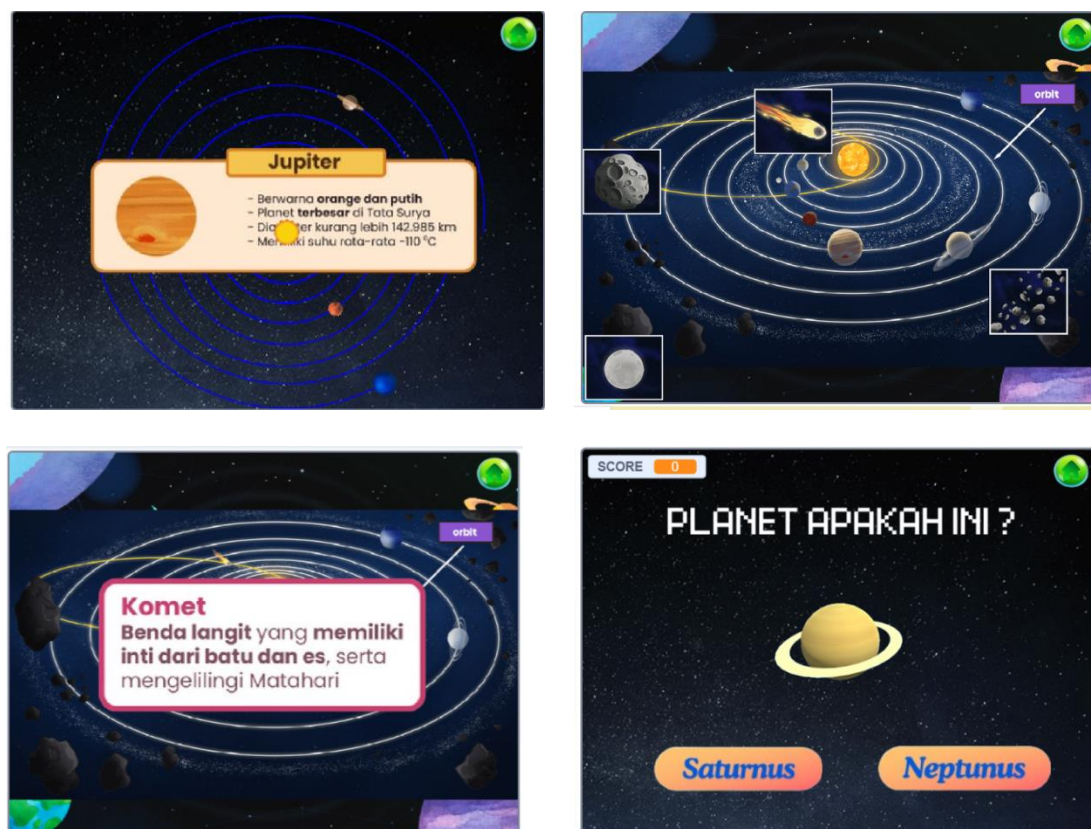 Jupiter
- Berwarna orange dan putih
- Planet terbesar di Tata Surya
- kurang lebih 142.985 km
- suhu rata-rata -110 °C
orbit
orbit
Komet
Benda langit yang memiliki
inti dari batu dan es, serta
mengelilingi Matahari
SCORE 0
PLANET APAKAH INI ?
Saturnus
Neptunus